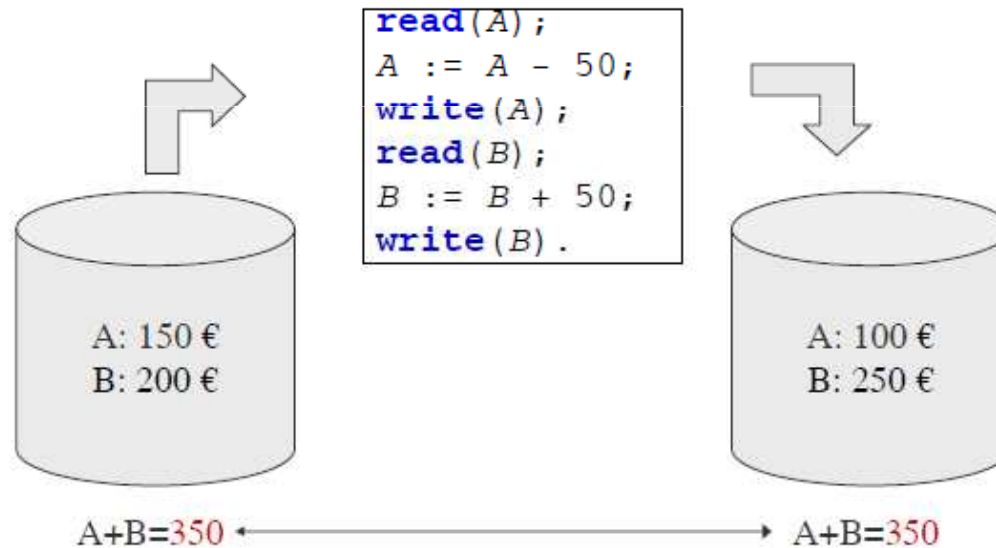 read(A);
A := A - 50;
write(A);
read(B);
B := B + 50;
write(B).
A: 150 €
B: 200 €
A: 100 €
B: 250 €
A+B=350
A+B=350